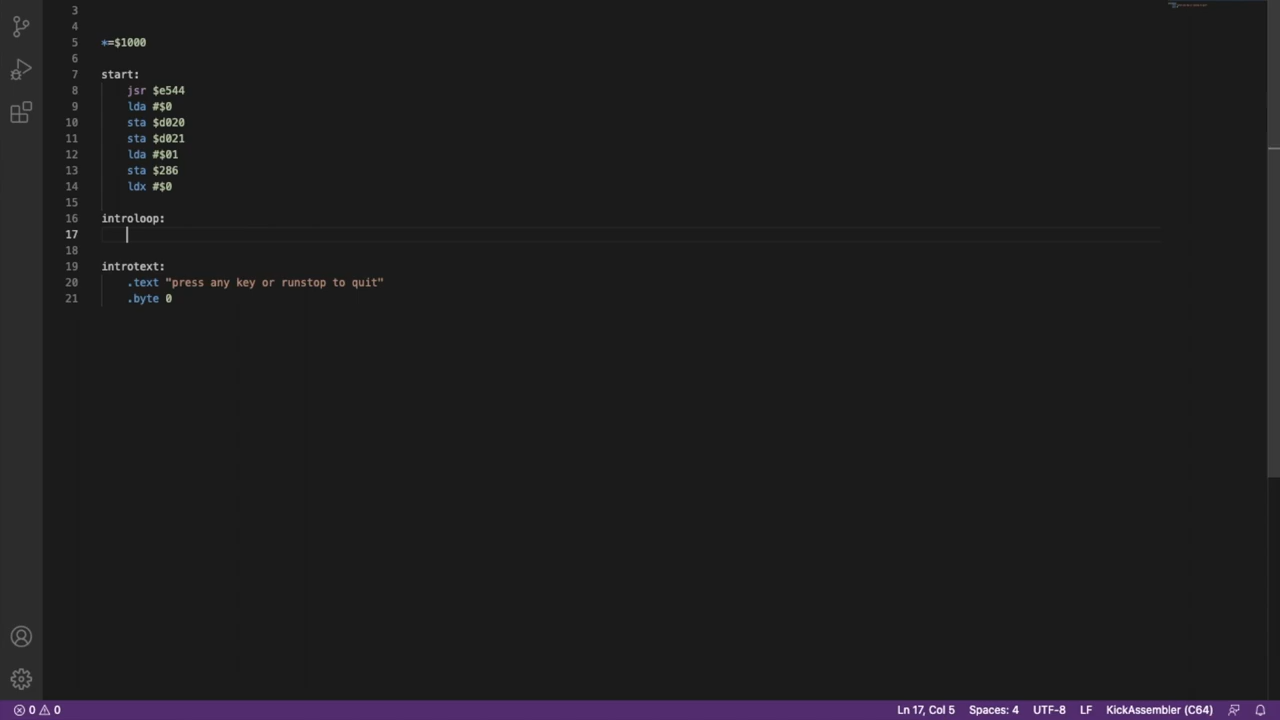 3
4
5 *=$1000
6
7 start:
8 jsr $e544
9 lda #$0
10 sta $d020
11 sta $d021
12 lda #$01
13 sta $286
14 ldx #$0
15
16 introloop:
17
18
19 introtext:
20 .text "press any key or runstop to quit"
21 .byte 0
0 0 Ln 17, Col 5 Spaces: 4 UTF-8 LF KickAssembler (C64)